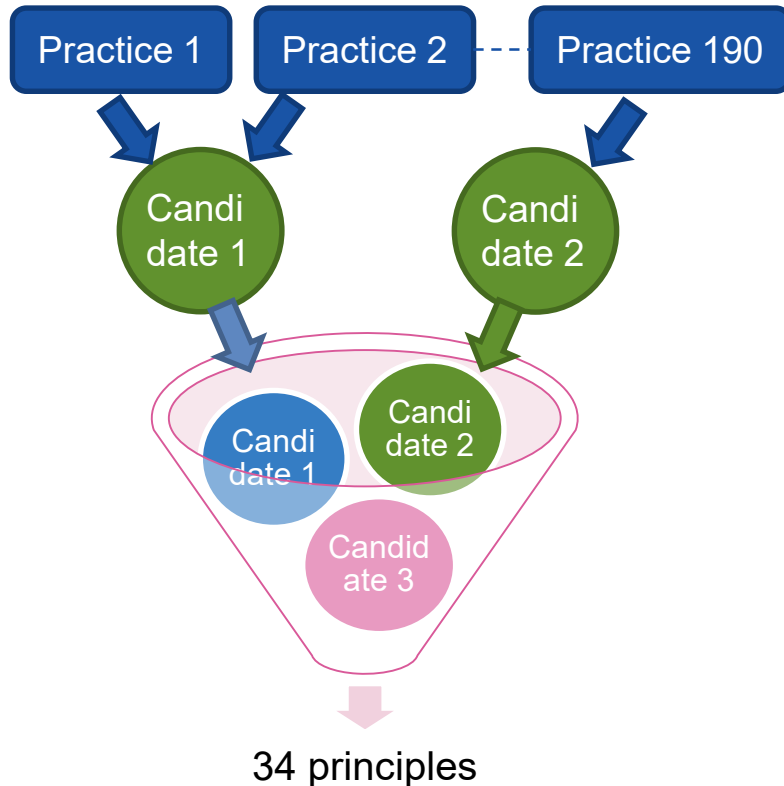 Practice 1
Practice 2
Practice 190
Candi
date 1
Candi
date 2
Candi
date 1
Candi
date 2
Candid
ate 3
34 principles